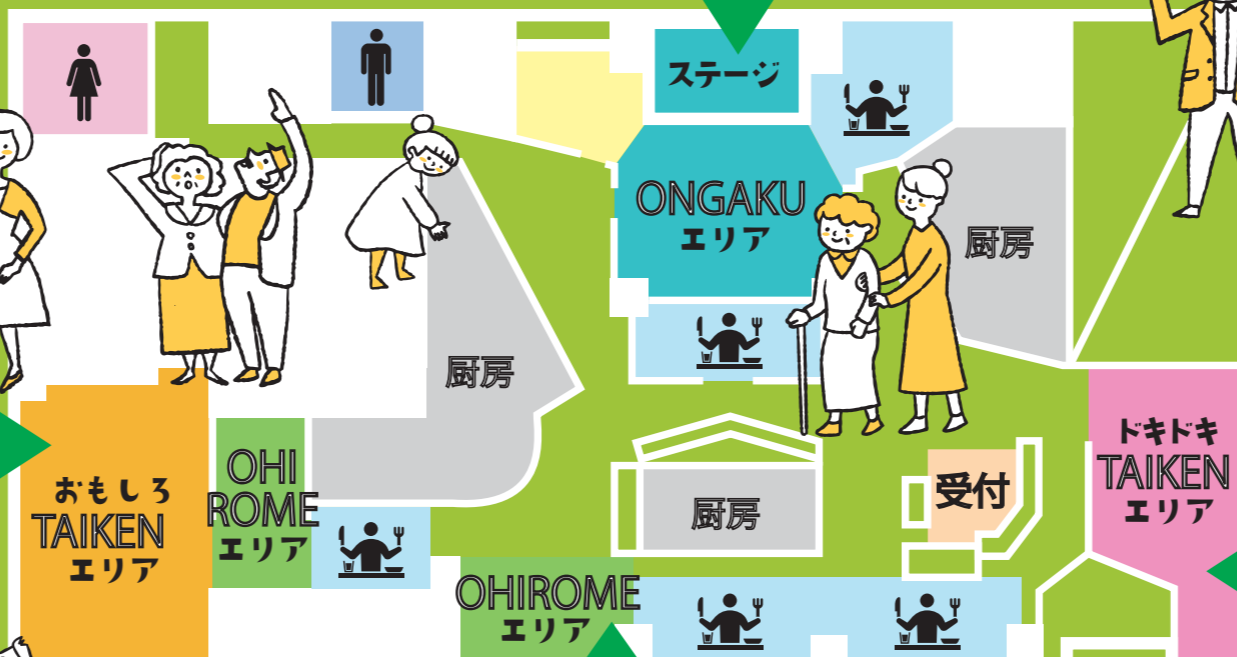 ステージ
ONGAKU
エリア
厨房
厨房
ドキドキ
TAIKEN
エリア
OHI
ROME
エリア
おもしろ
TAIKEN
エリア
受付
厨房
OHIROME
エリア